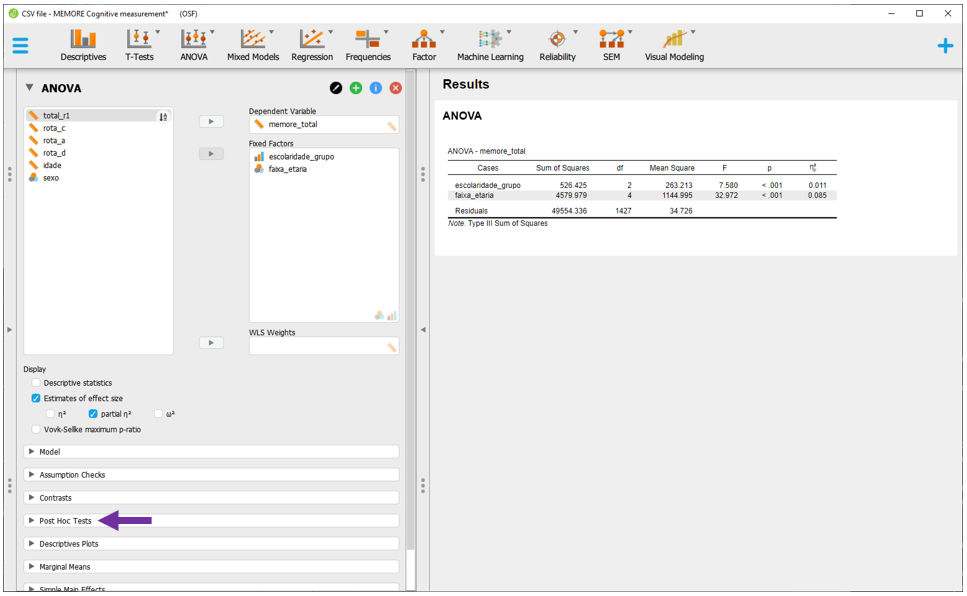 CSV file - MEMORE Cognitive measurement* (OSF)
Descriptives
T-Tests
ANOVA
Mixed Models
Regression
Frequencies
Factor
Machine Learning
Reliability
SEM
Visual Modeling
ANOVA
total_r1
rota_c
rota_a
rota_d
idade
sexo
Dependent Variable
memore_total
Fixed Factors
escolaridade_grupo
faixa_etaria
WLS Weights
Display
Descriptive statistics
Estimates of effect size
η² partial η² ω²
Vovk-Sellke maximum p-ratio
Model
Assumption Checks
Contrasts
Post Hoc Tests
Descriptives Plots
Marginal Means
Simple Main Effects
Results
ANOVA
ANOVA - memore_total
Cases Sum of Squares df Mean Square F p η²p
escolaridade_grupo 526.425 2 263.213 7.580 < .001 0.011
faixa_etaria 4579.979 4 1144.995 32.972 < .001 0.085
Residuals 49554.336 1427 34.726
Note. Type III Sum of Squares